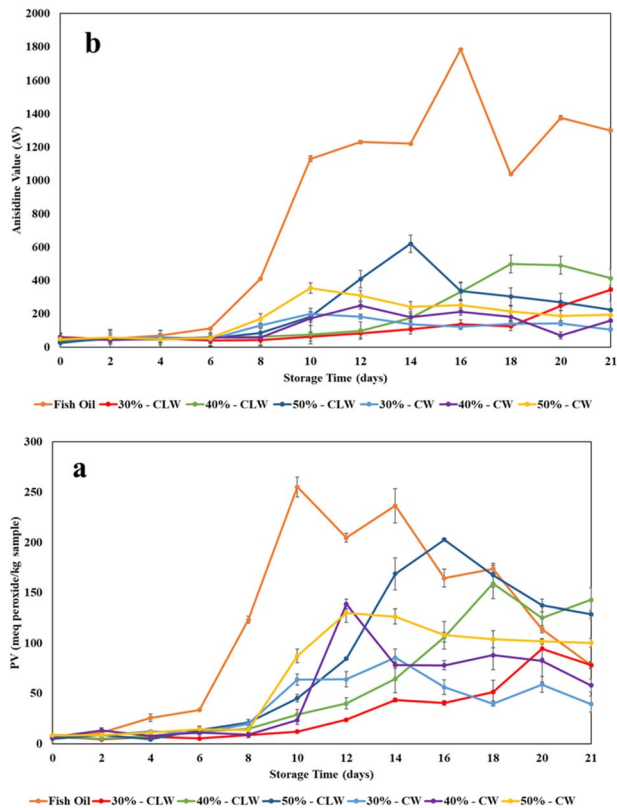 2000
b
1800
1600
1400
1200
1000
800
600
400
200
0
Anisidine Value (AV)
0 2 4 6 8 10 12 14 16 18 20 21
Storage Time (days)
Fish Oil 30% - CLW 40% - CLW 50% - CLW 30% - CW 40% - CW 50% - CW
300
a
250
200
150
100
50
0
PV (meq peroxide/kg sample)
0 2 4 6 8 10 12 14 16 18 20 21
Storage Time (days)
Fish Oil 30% - CLW 40% - CLW 50% - CLW 30% - CW 40% - CW 50% - CW